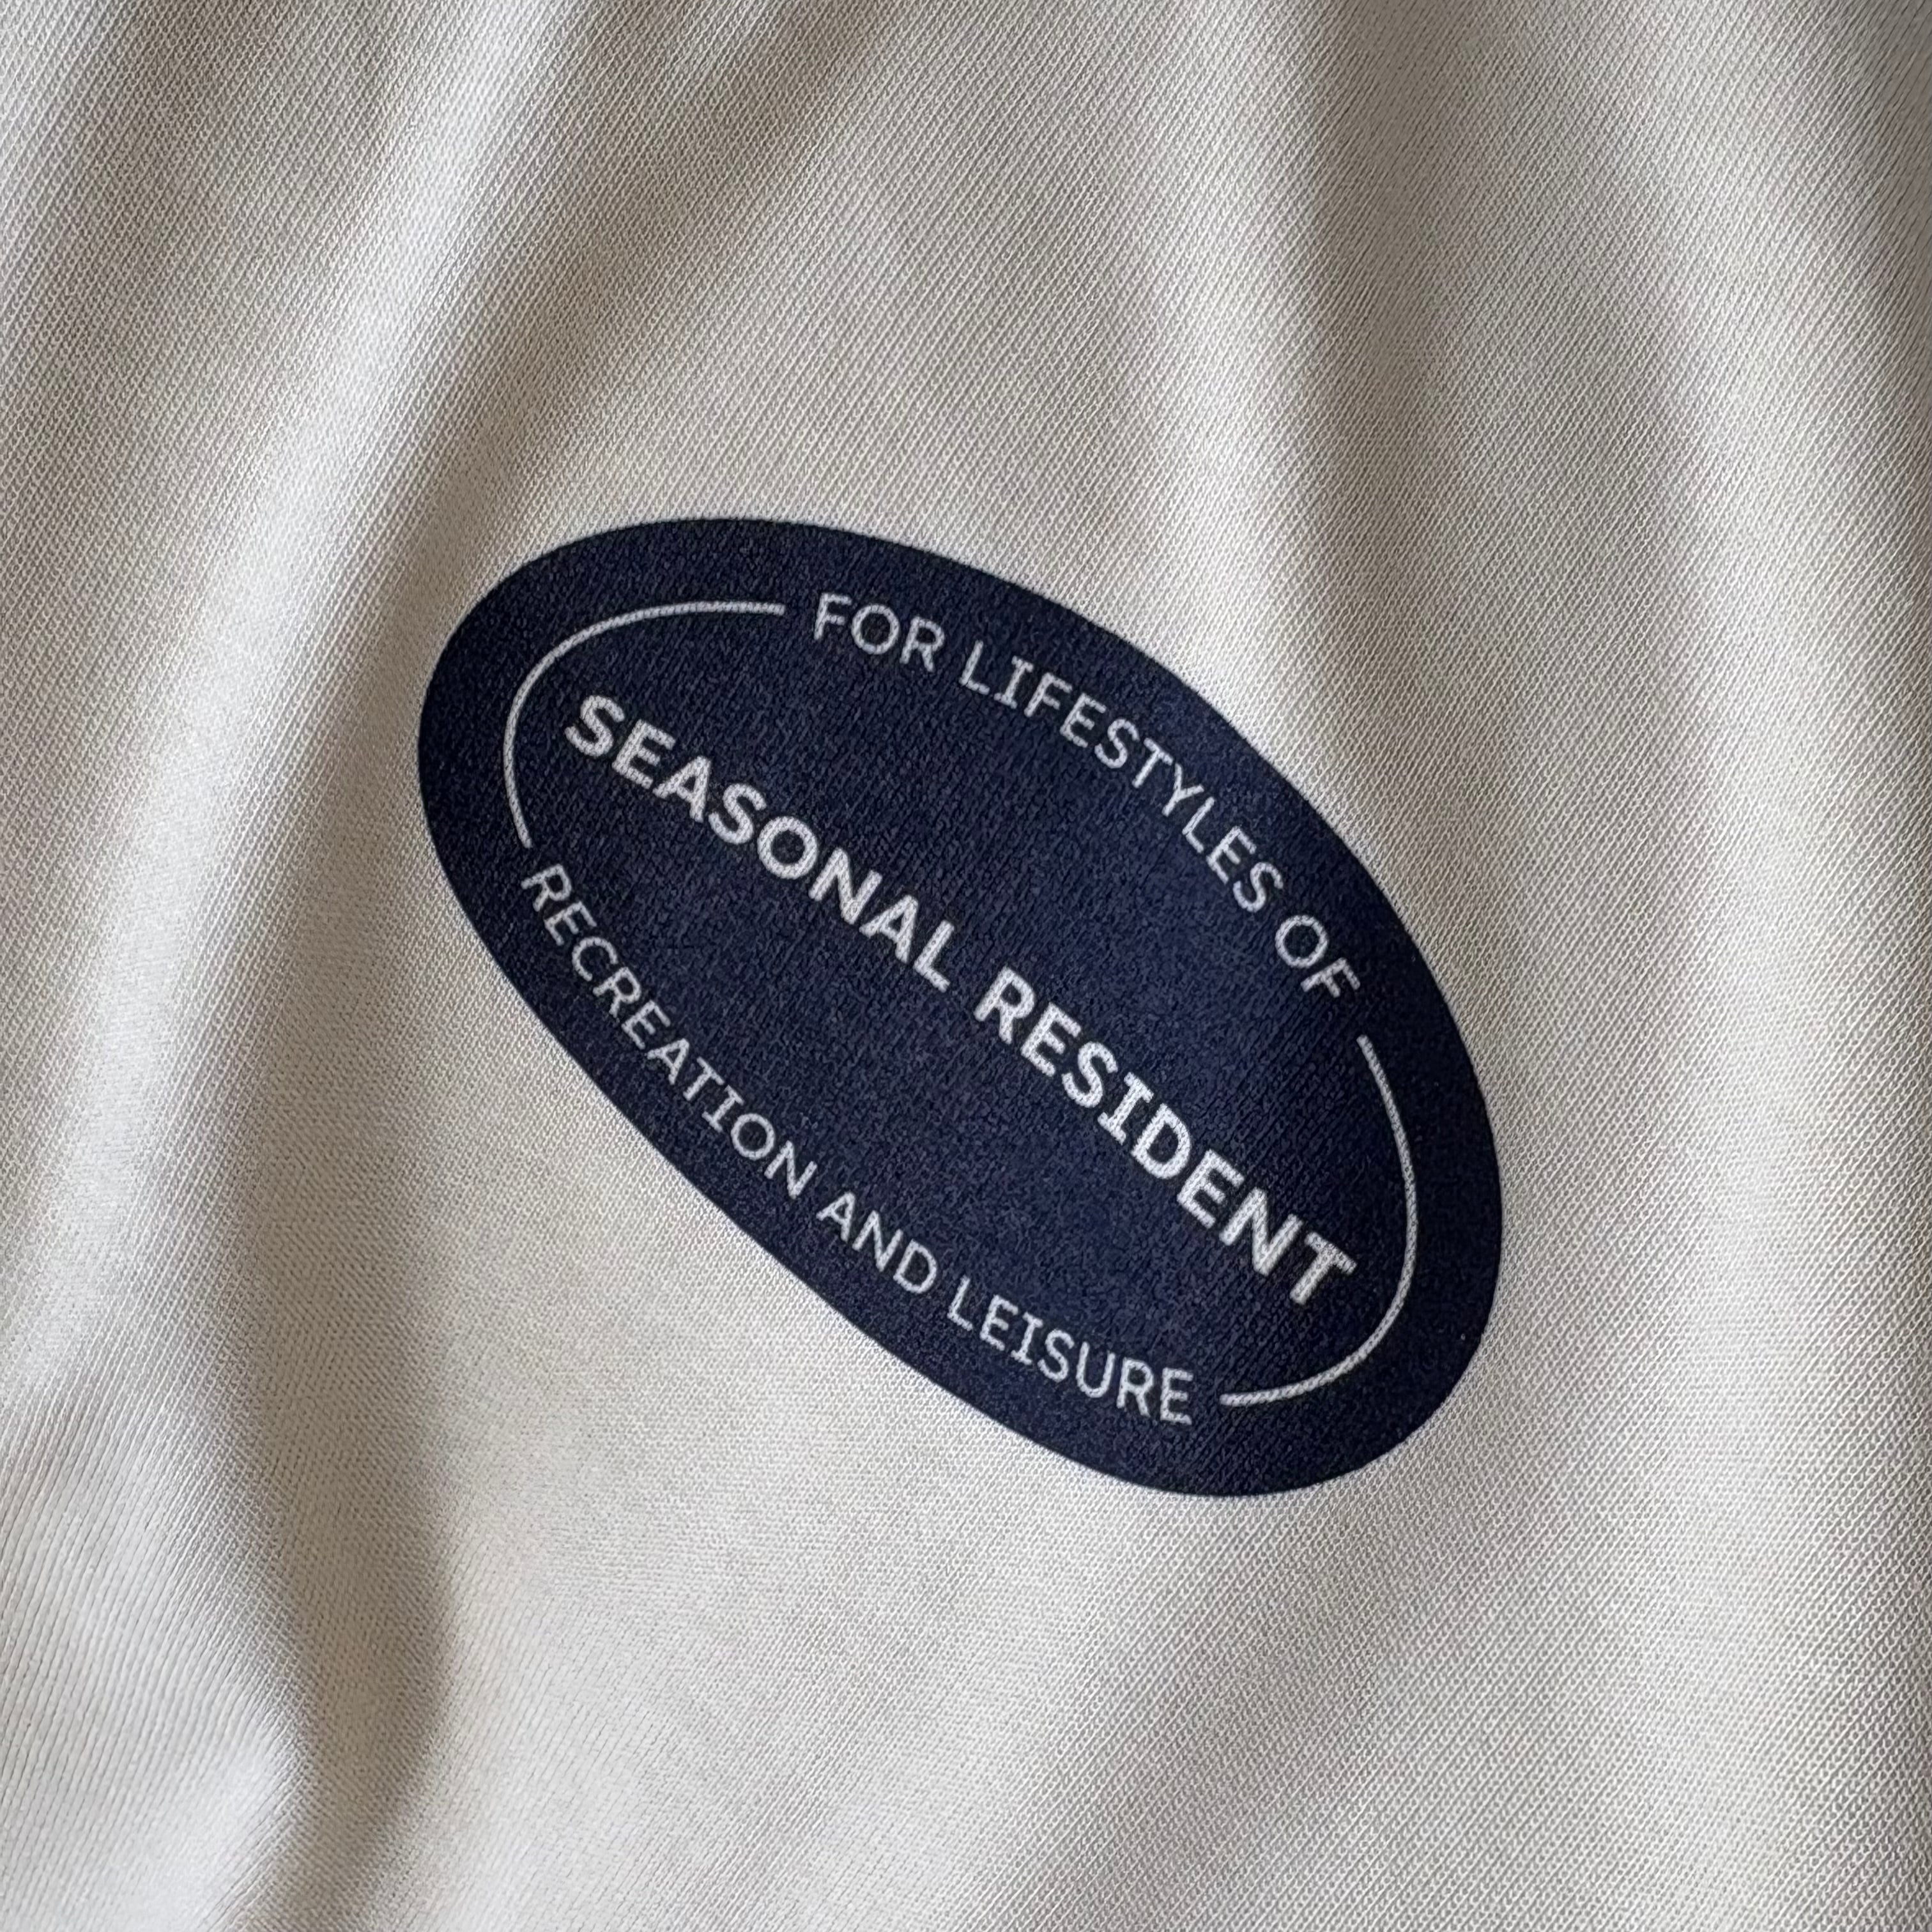 FOR LIFESTYLES OF
SEASONAL RESIDENT
RECREATION AND LEISURE